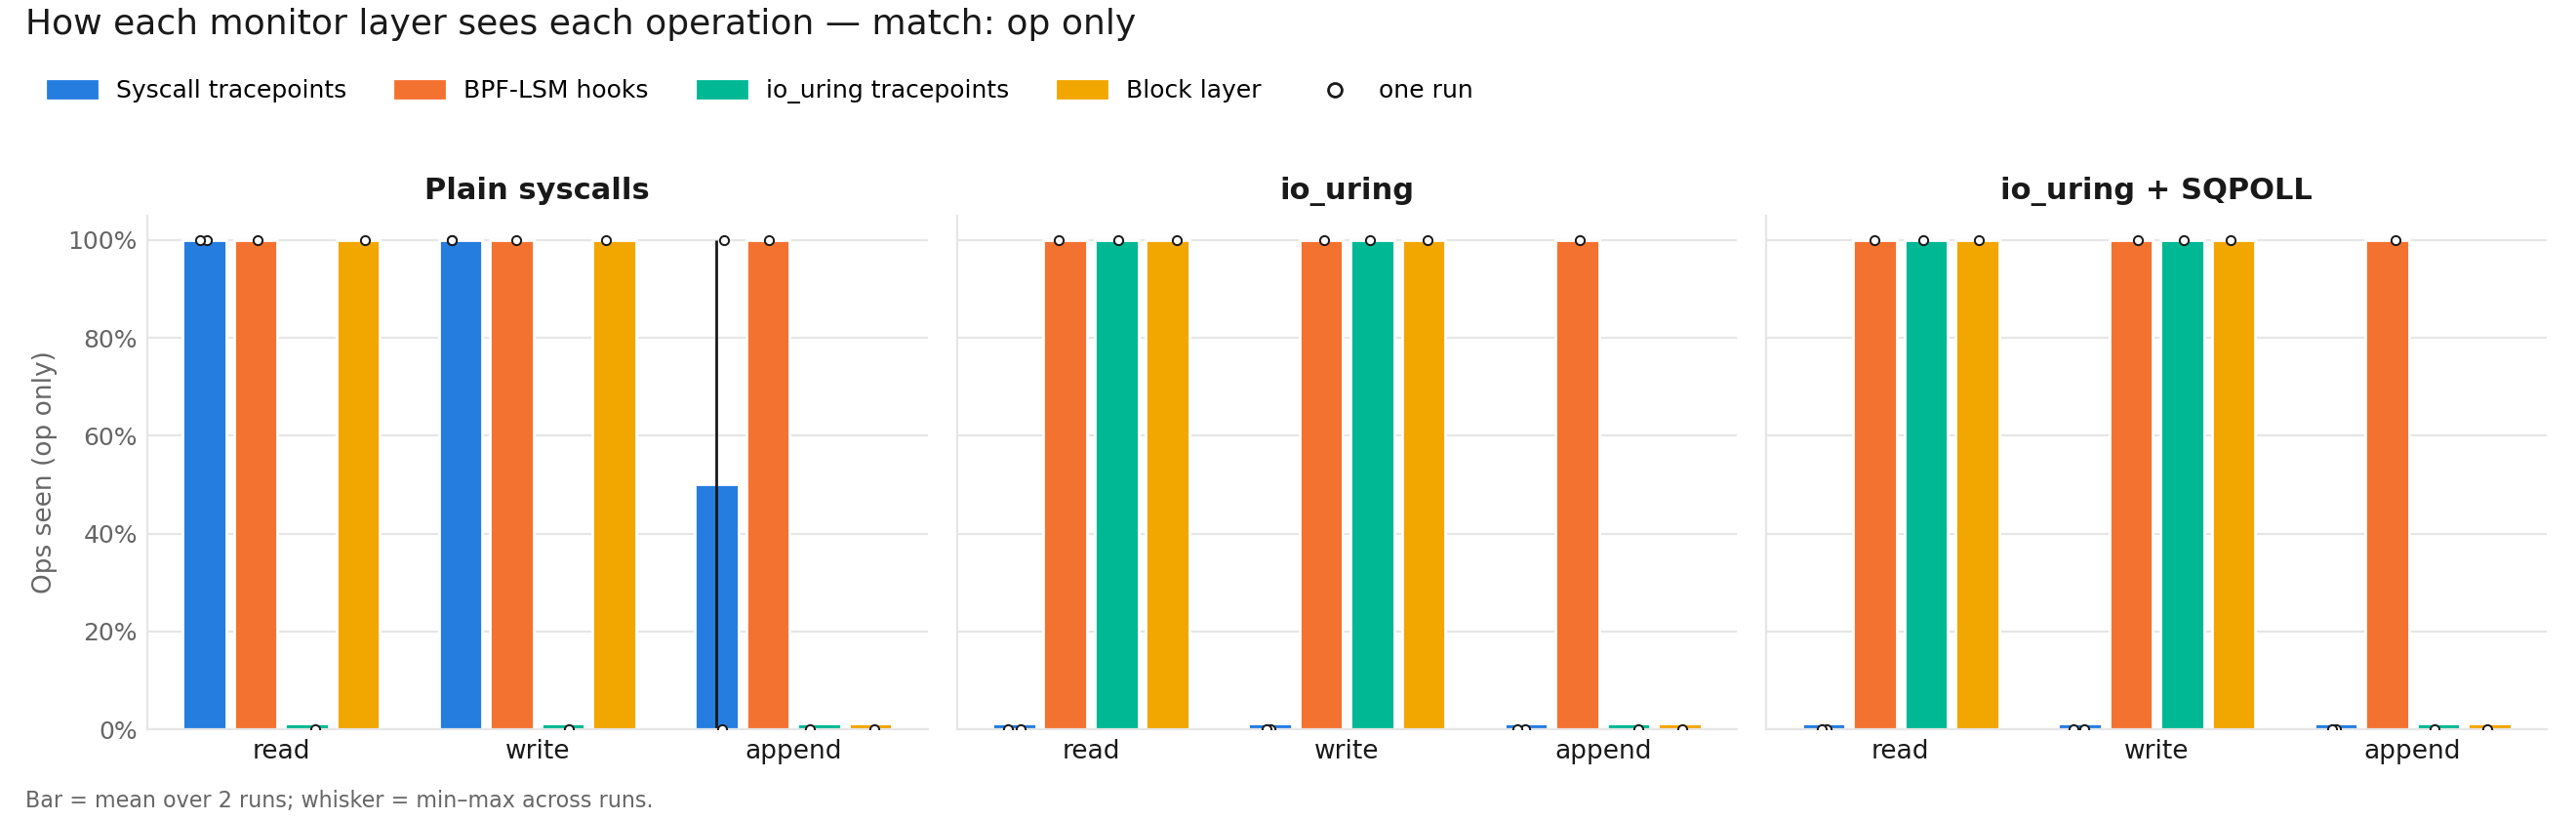 How each monitor layer sees each operation — match: op only
Syscall tracepoints
BPF-LSM hooks
io_uring tracepoints
Block layer
one run
Plain syscalls
io_uring
io_uring + SQPOLL
Ops seen (op only)
100%
80%
60%
40%
20%
0%
read
write
append
read
write
append
read
write
append
Bar = mean over 2 runs; whisker = min–max across runs.